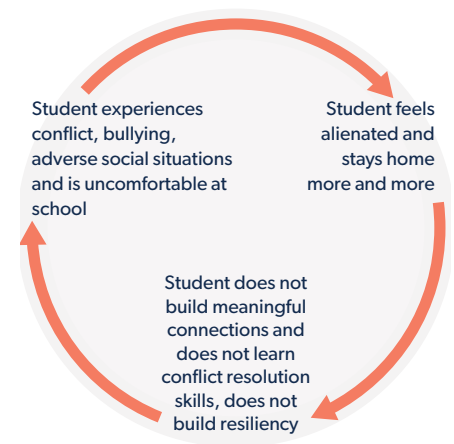 Student experiences
conflict, bullying,
adverse social situations
and is uncomfortable at
school
Student feels
alienated and
stays home
more and more
Student does not
build meaningful
connections and
does not learn
conflict resolution
skills, does not
build resiliency